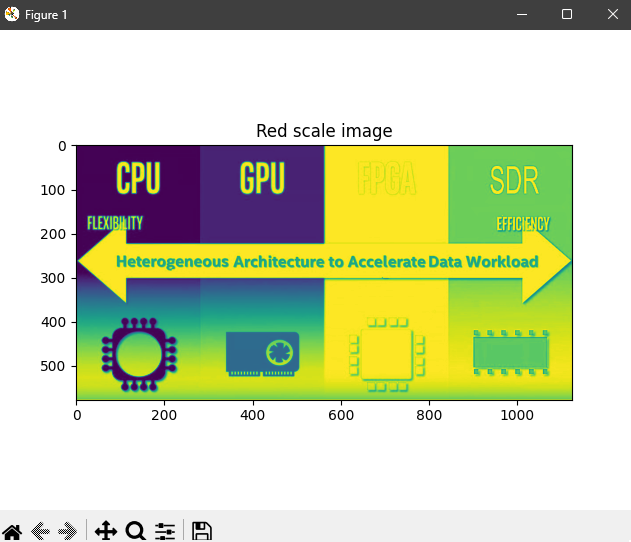 Figure 1
Red scale image
CPU GPU FPGA SDR
FLEXIBILITY EFFICIENCY
Heterogeneous Architecture to Accelerate Data Workload
0
100
200
300
400
500
0 200 400 600 800 1000